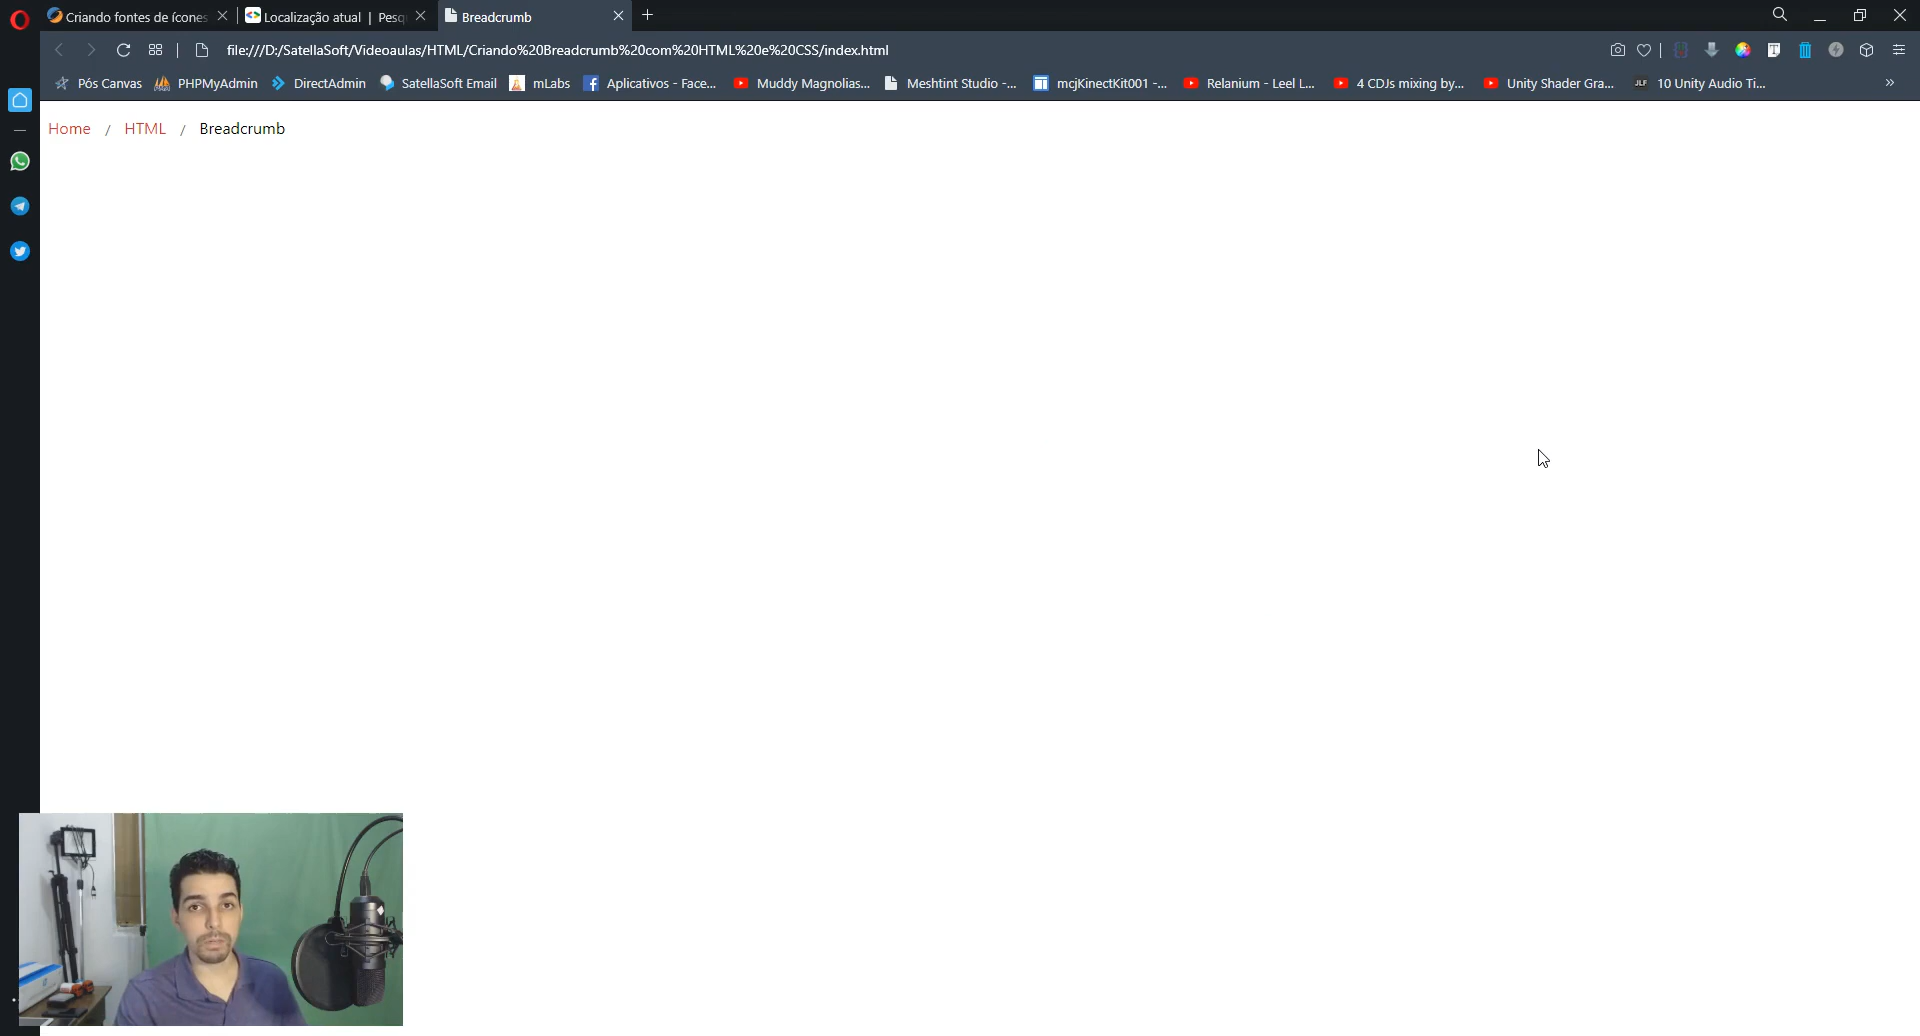 Criando fontes de ícones
Localização atual | Pesq
Breadcrumb
file:///D:/SatellaSoft/Videoaulas/HTML/Criando%20Breadcrumb%20com%20HTML%20e%20CSS/index.html
Pós Canvas PHPMyAdmin DirectAdmin SatellaSoft Email mLabs Aplicativos - Face... Muddy Magnolias... Meshtint Studio -... mcjKinectKit001 -... Relanium - Leel L... 4 CDJs mixing by... Unity Shader Gra... JLF 10 Unity Audio Ti... »
Home / HTML / Breadcrumb